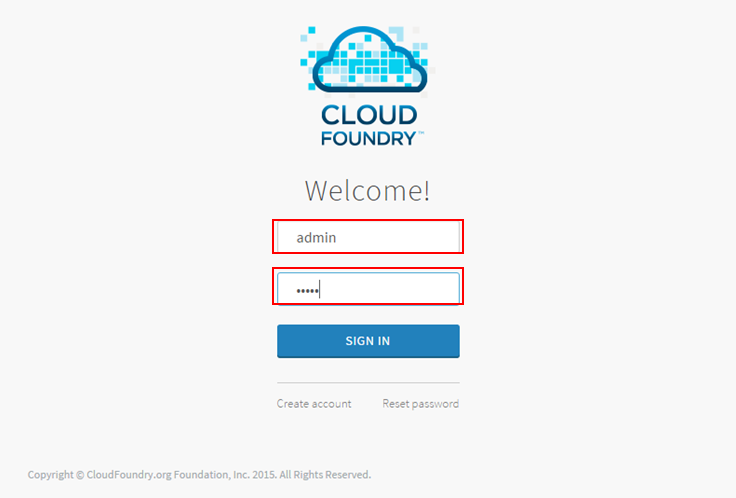 CLOUD
FOUNDRY™
Welcome!
admin
•••••
SIGN IN
Create account Reset password
Copyright © CloudFoundry.org Foundation, Inc. 2015. All Rights Reserved.